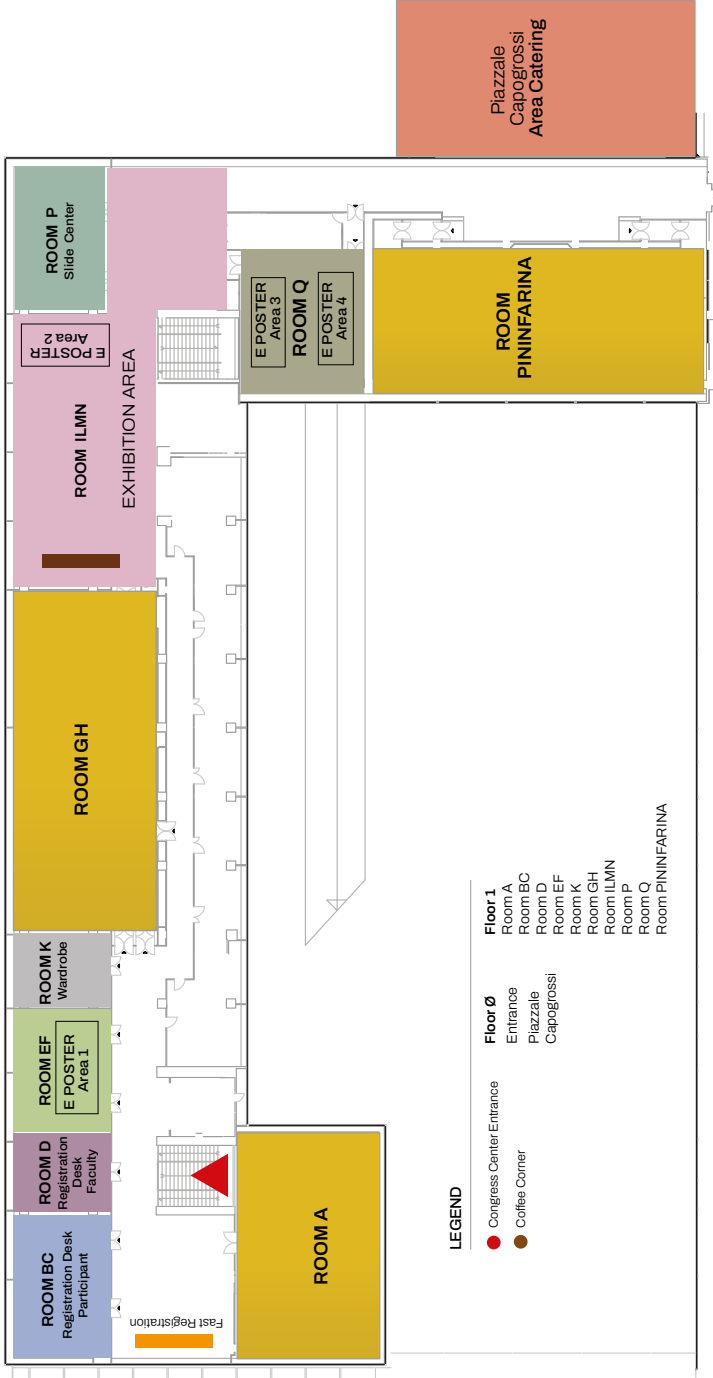 Piazzale
Capogrossi
Area Catering
ROOM P
Slide Center
E POSTER
Area 2
ROOM ILMN
EXHIBITION AREA
E POSTER
Area 3
ROOM Q
E POSTER
Area 4
ROOM
PININFARINA
ROOM GH
ROOM K
Wardrobe
ROOM EF
E POSTER
Area 1
ROOM D
Registration
Desk
Faculty
ROOM BC
Registration Desk
Participant
Fast Registration
ROOM A
LEGEND
Congress Center Entrance
Coffee Corner
Floor Ø
Entrance
Piazzale
Capogrossi
Floor 1
Room A
Room BC
Room D
Room EF
Room K
Room GH
Room ILMN
Room P
Room Q
Room PININFARINA